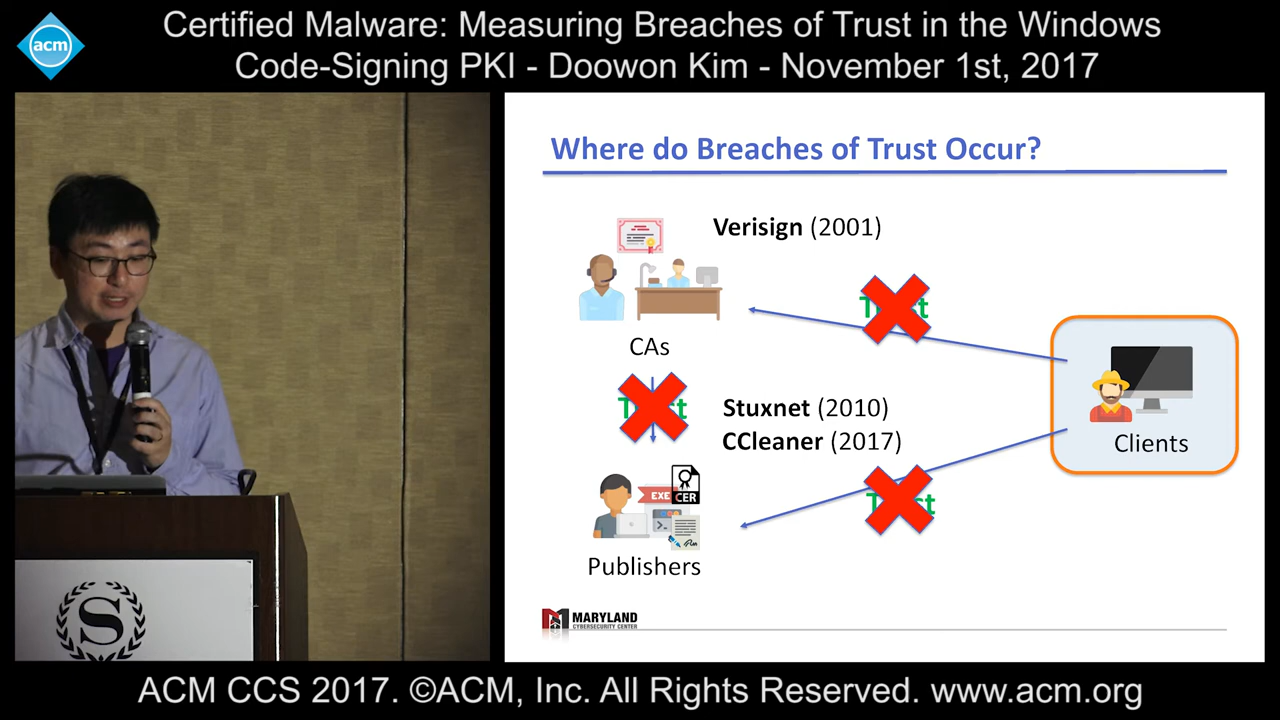 acm
Certified Malware: Measuring Breaches of Trust in the Windows
Code-Signing PKI - Doowon Kim - November 1st, 2017
Where do Breaches of Trust Occur?
Verisign (2001)
CAs
Stuxnet (2010)
CCleaner (2017)
Clients
EXE
CER
Publishers
MARYLAND
CYBERSECURITY CENTER
S
ACM CCS 2017. ©ACM, Inc. All Rights Reserved. www.acm.org